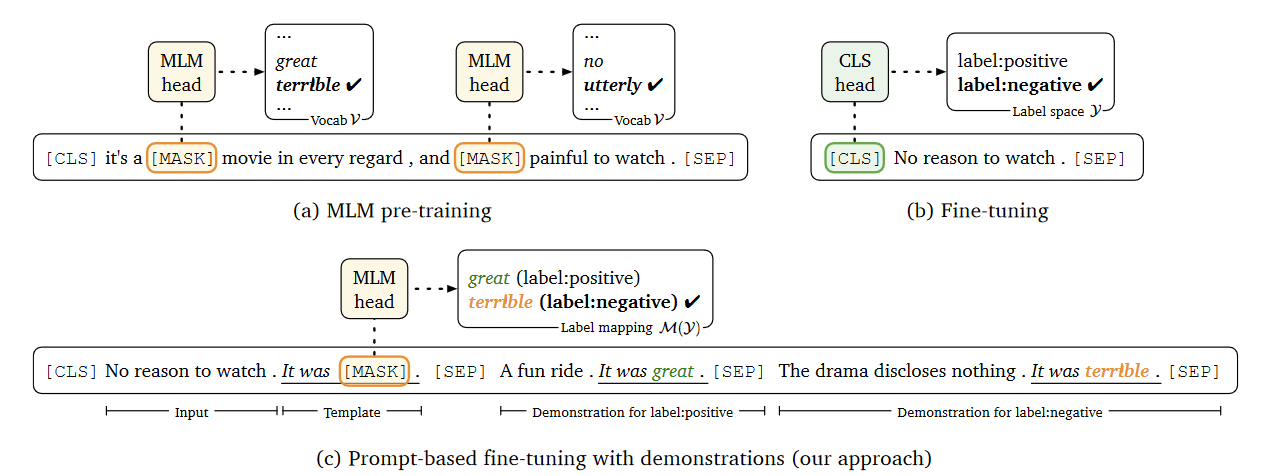 MLM
head
...
great
terrible ✔
...
Vocab 𝒱
MLM
head
...
no
utterly ✔
...
Vocab 𝒱
[CLS] it's a [MASK] movie in every regard , and [MASK] painful to watch . [SEP]
(a) MLM pre-training
CLS
head
label:positive
label:negative ✔
Label space 𝒴
[CLS] No reason to watch . [SEP]
(b) Fine-tuning
MLM
head
great (label:positive)
terrible (label:negative) ✔
Label mapping ℳ(𝒴)
[CLS] No reason to watch . It was [MASK] . [SEP] A fun ride . It was great . [SEP] The drama discloses nothing . It was terrible . [SEP]
Input Template Demonstration for label:positive Demonstration for label:negative
(c) Prompt-based fine-tuning with demonstrations (our approach)